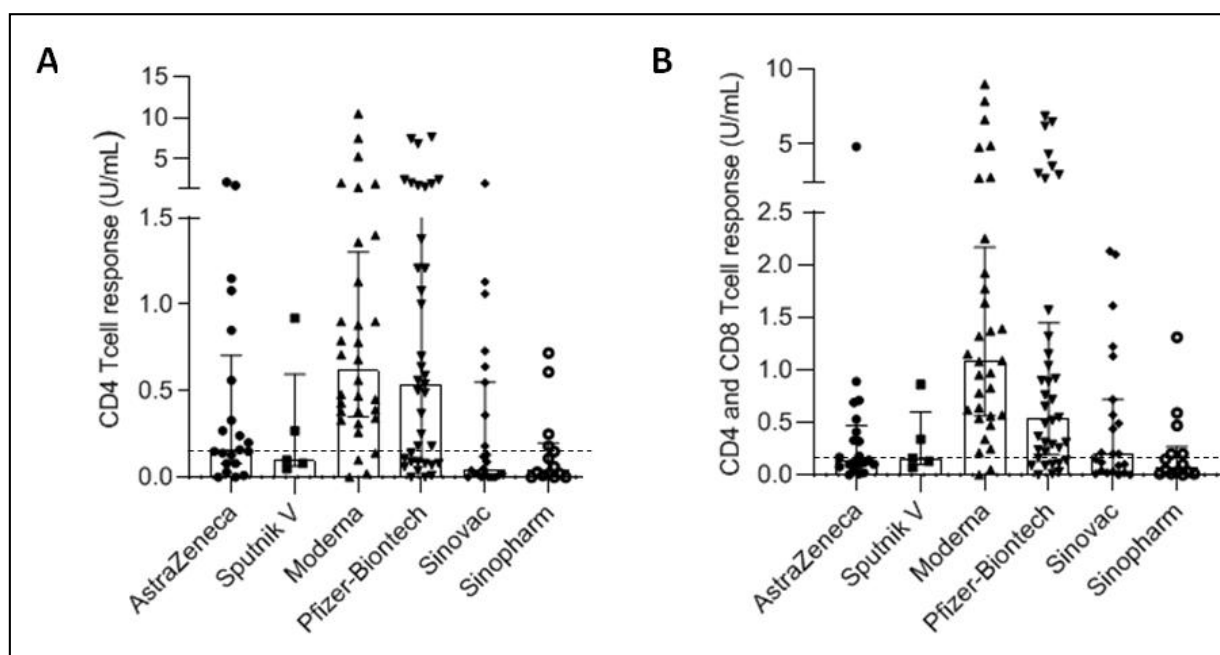 A
CD4 Tcell response (U/mL)
15
10
5
1.5
1.0
0.5
0.0
AstraZeneca
Sputnik V
Moderna
Pfizer-Biontech
Sinovac
Sinopharm
B
CD4 and CD8 Tcell response (U/mL)
10
5
2.5
2.0
1.5
1.0
0.5
0.0
AstraZeneca
Sputnik V
Moderna
Pfizer-Biontech
Sinovac
Sinopharm